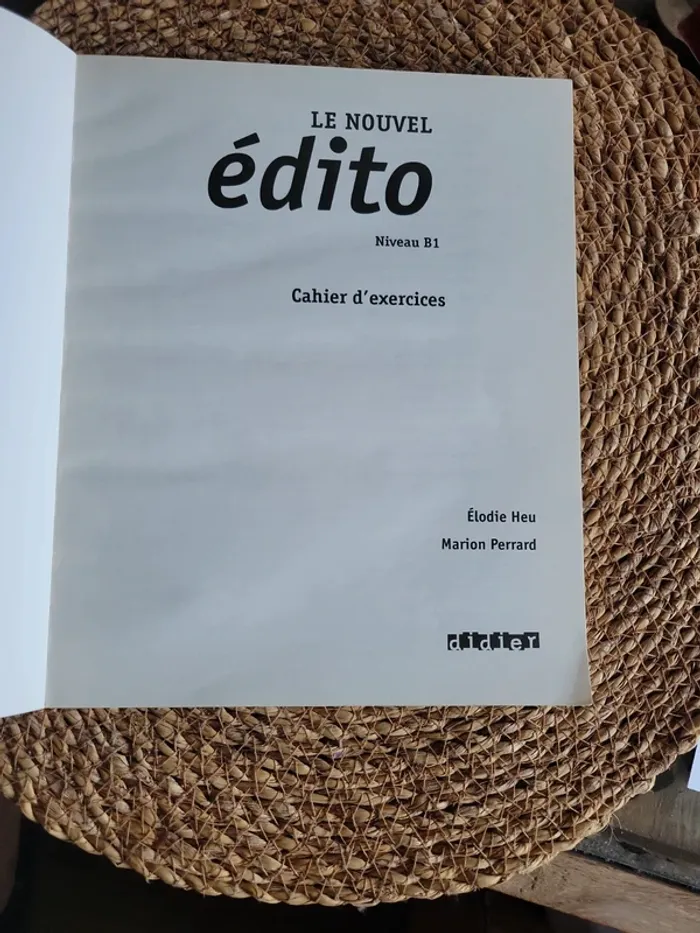 LE NOUVEL
édito
Niveau B1
Cahier d'exercices
Élodie Heu
Marion Perrard
didier